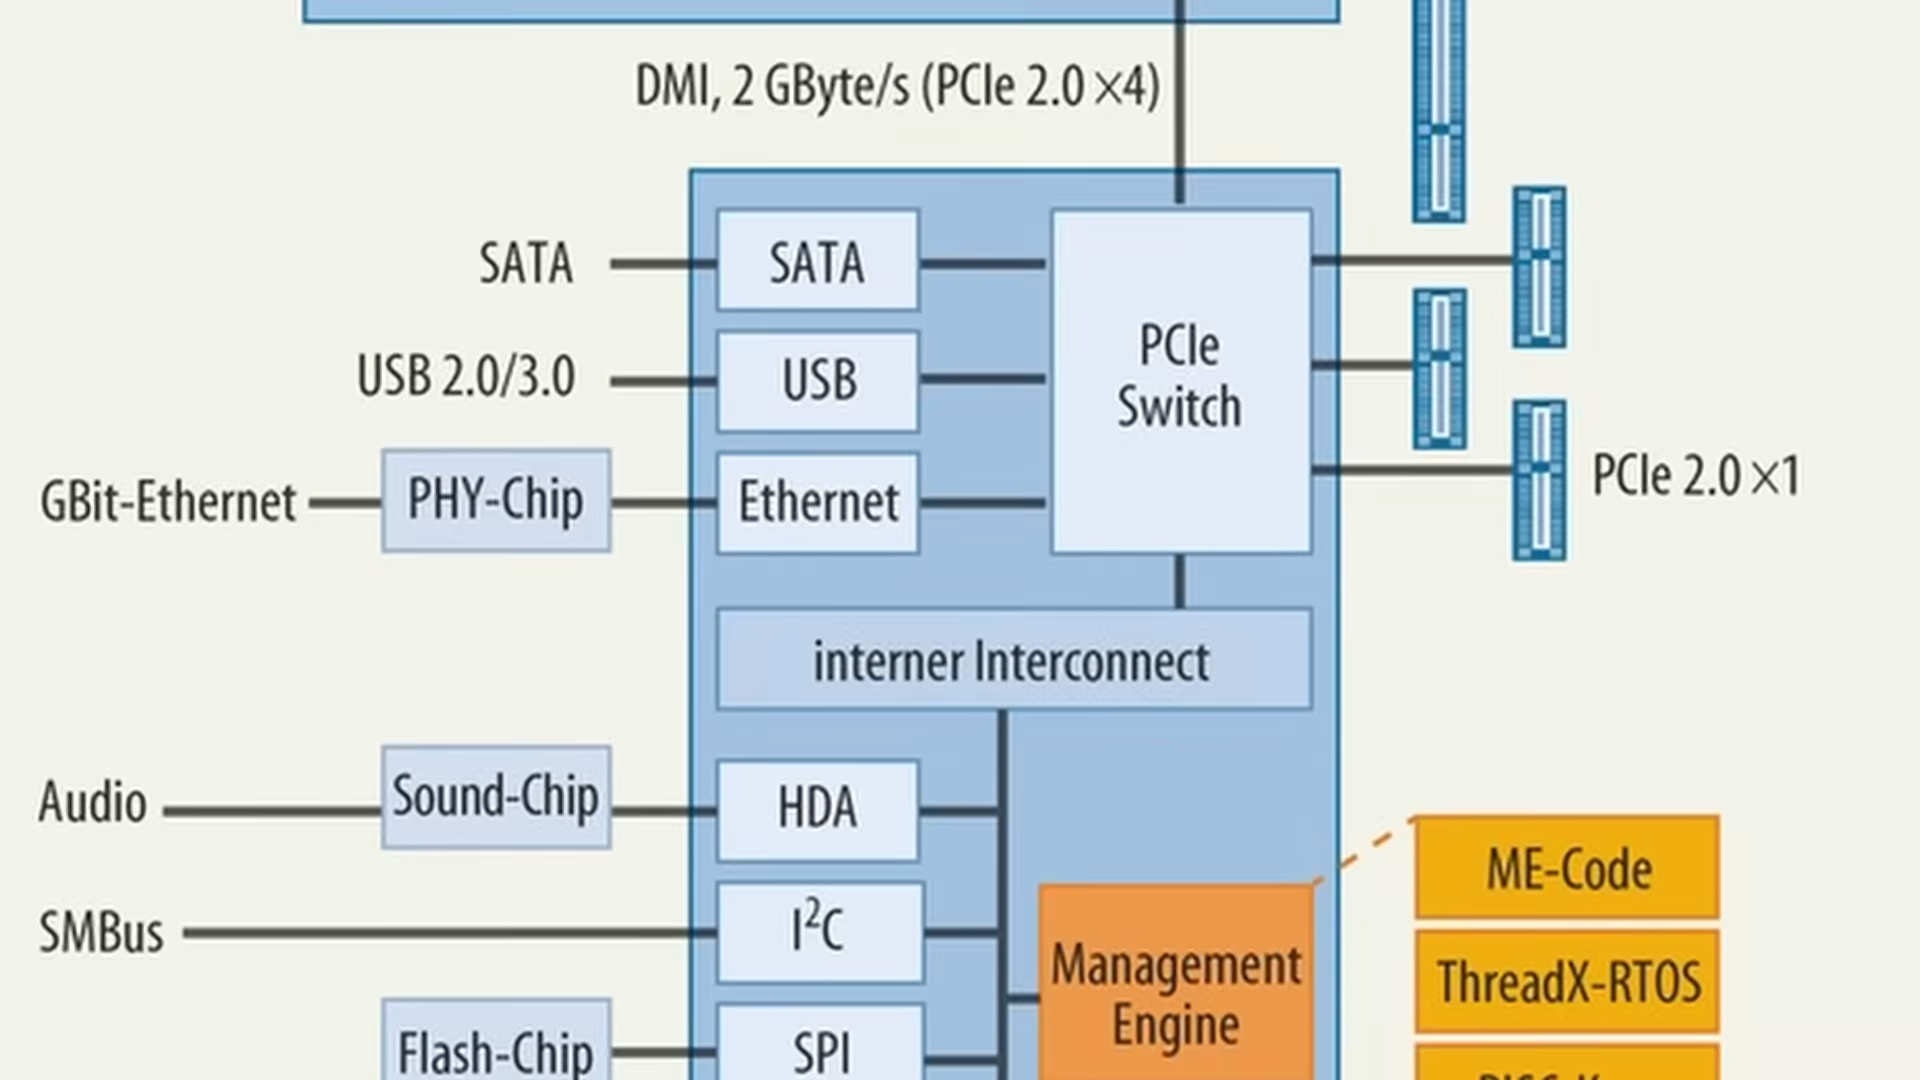 DMI, 2 GByte/s (PCIe 2.0 ×4)
SATA
SATA
PCIe
Switch
USB 2.0/3.0
USB
GBit-Ethernet
PHY-Chip
Ethernet
PCIe 2.0 ×1
interner Interconnect
Audio
Sound-Chip
HDA
ME-Code
SMBus
I²C
Management
Engine
ThreadX-RTOS
Flash-Chip
SPI